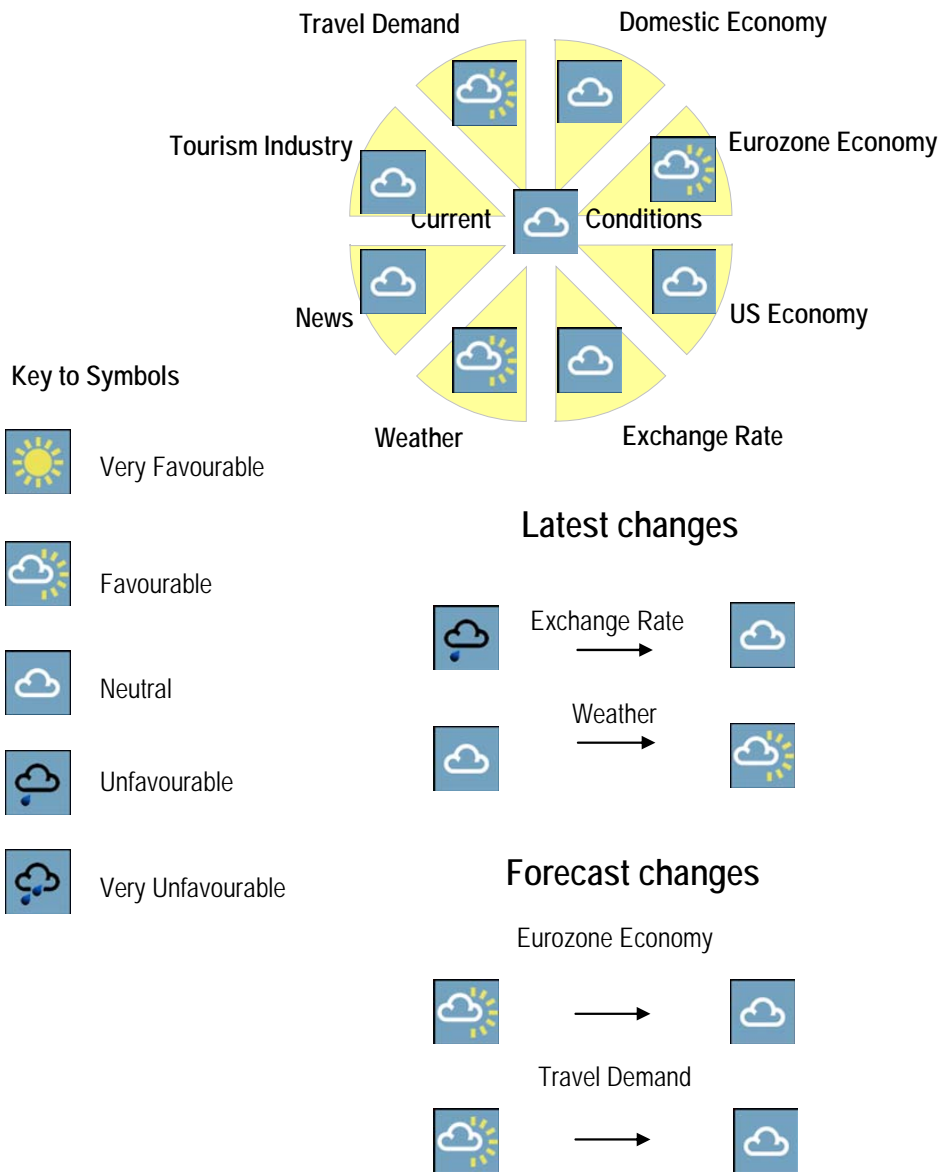 Travel Demand
Domestic Economy
Tourism Industry
Eurozone Economy
Current
Conditions
News
US Economy
Weather
Exchange Rate
Key to Symbols
Very Favourable
Favourable
Neutral
Unfavourable
Very Unfavourable
Latest changes
Exchange Rate
Weather
Forecast changes
Eurozone Economy
Travel Demand